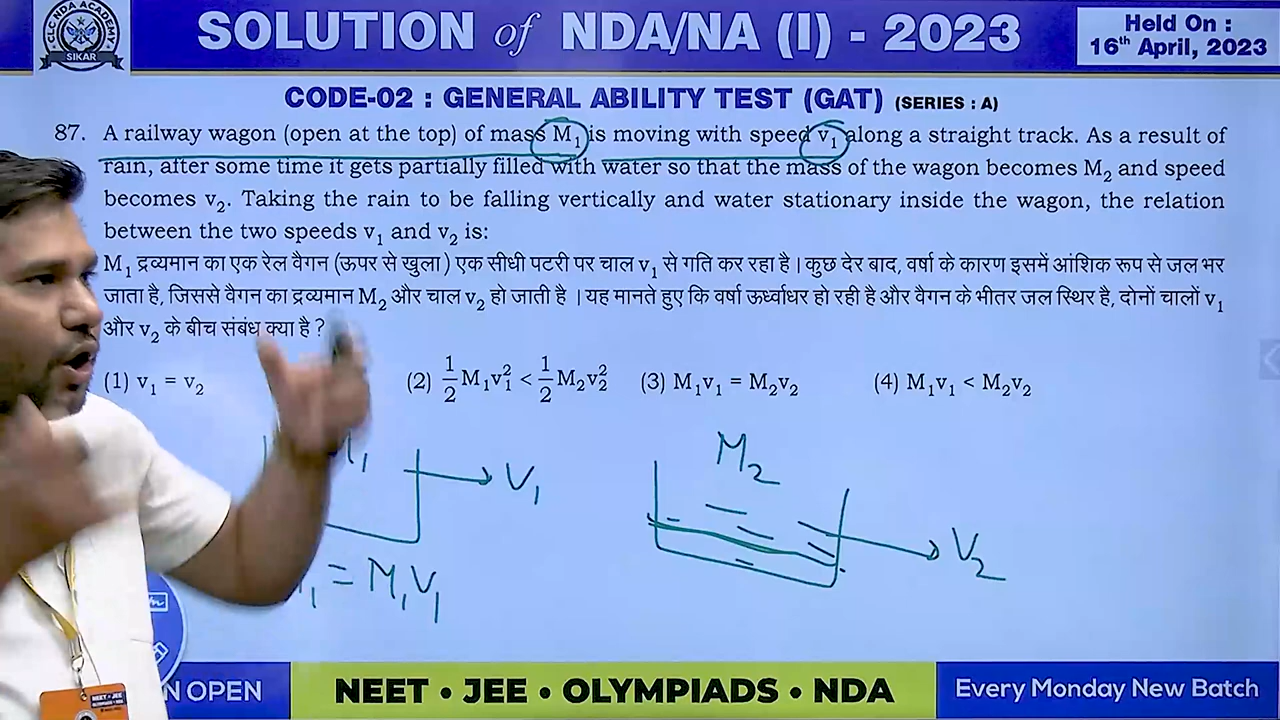 CLC NDA ACADEMY
SIKAR
SOLUTION of NDA/NA (I) - 2023
Held On :
16th April, 2023
CODE-02 : GENERAL ABILITY TEST (GAT) (SERIES : A)
87. A railway wagon (open at the top) of mass M₁ is moving with speed v₁ along a straight track. As a result of
rain, after some time it gets partially filled with water so that the mass of the wagon becomes M₂ and speed
becomes v₂. Taking the rain to be falling vertically and water stationary inside the wagon, the relation
between the two speeds v₁ and v₂ is:
M₁ द्रव्यमान का एक रेल वैगन (ऊपर से खुला) एक सीधी पटरी पर चाल v₁ से गति कर रहा है। कुछ देर बाद, वर्षा के कारण इसमें आंशिक रूप से जल भर
जाता है, जिससे वैगन का द्रव्यमान M₂ और चाल v₂ हो जाती है । यह मानते हुए कि वर्षा ऊर्ध्वाधर हो रही है और वैगन के भीतर जल स्थिर है, दोनों चालों v₁
और v₂ के बीच संबंध क्या है ?
(1) v₁ = v₂ (2) 1/2 M₁v₁² < 1/2 M₂v₂² (3) M₁v₁ = M₂v₂ (4) M₁v₁ < M₂v₂
M₂
V₁
V₂
₁ = M₁V₁
N OPEN
NEET • JEE • OLYMPIADS • NDA
Every Monday New Batch
NEET • JEE